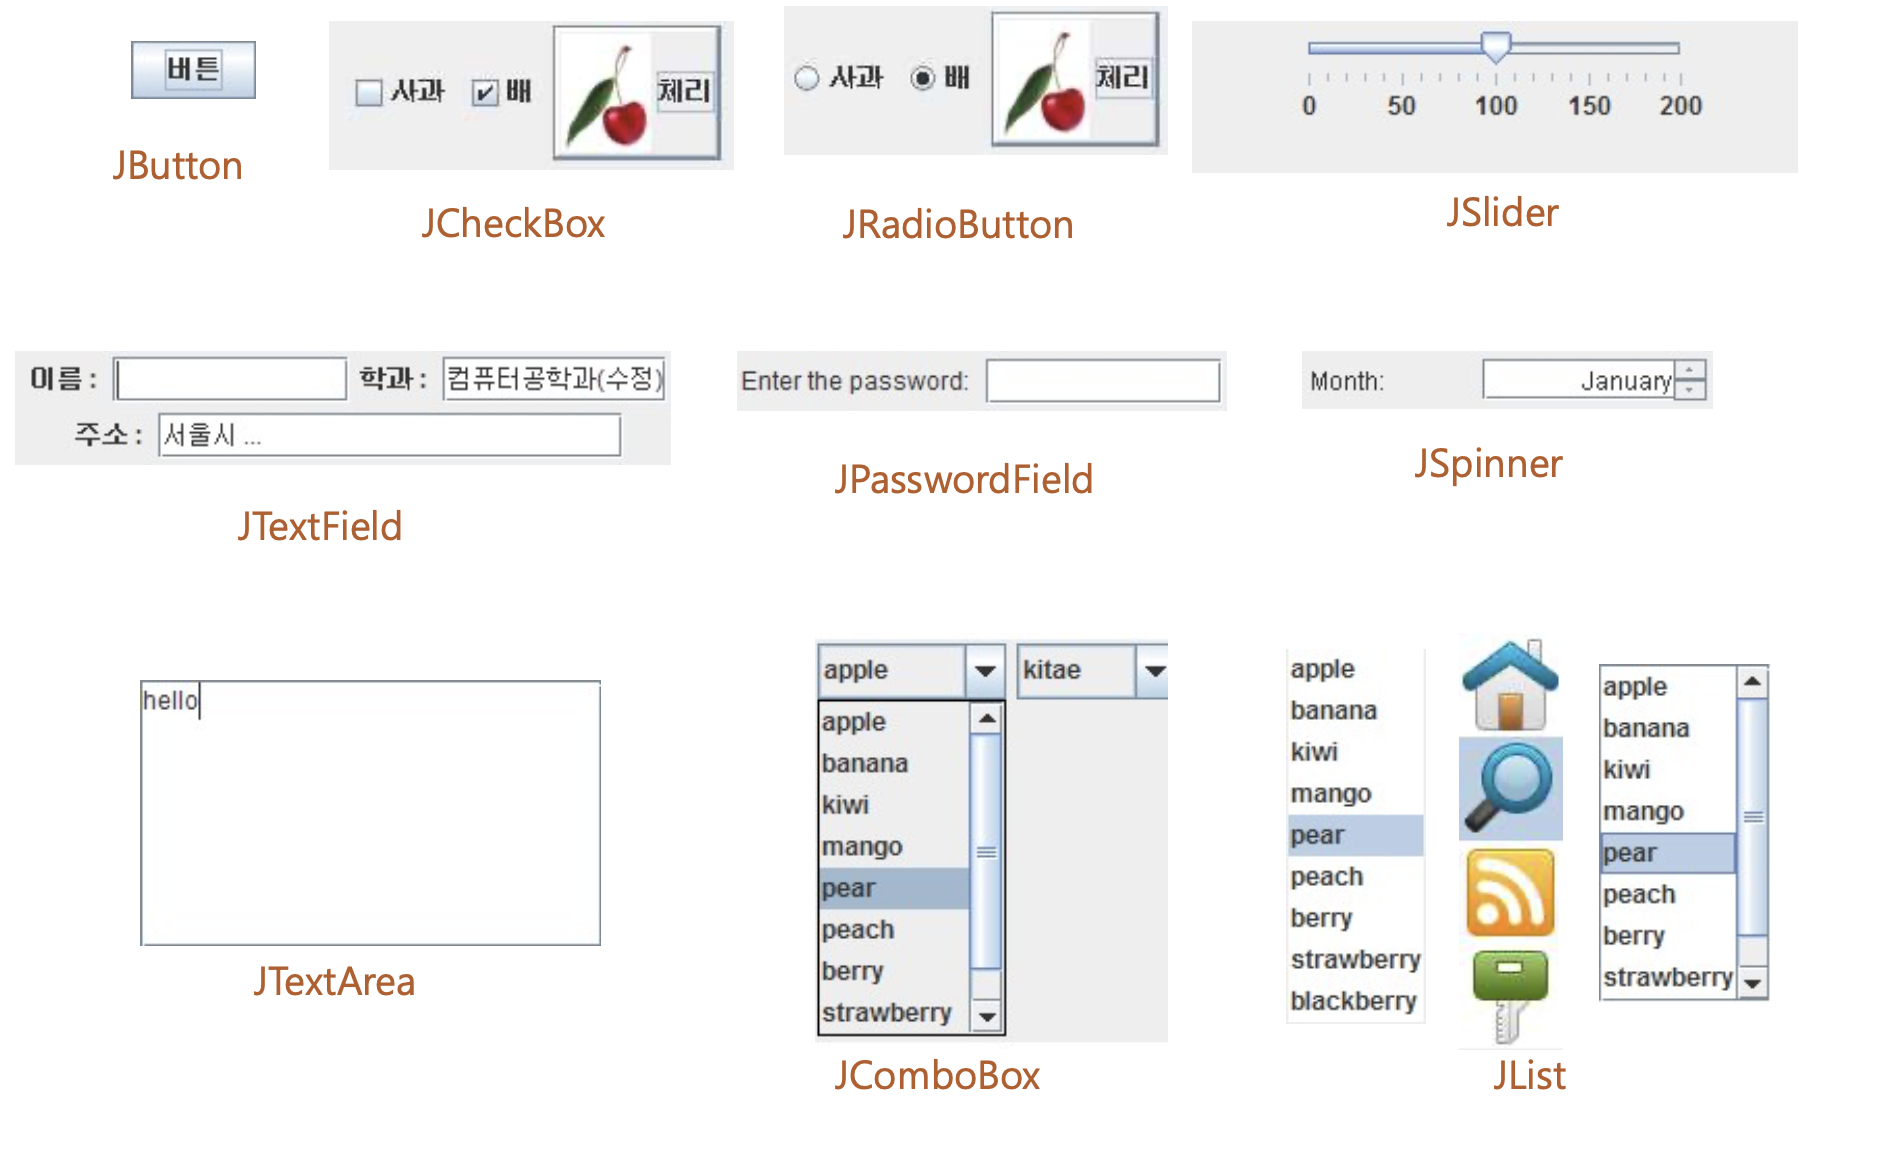 버튼
JButton
사과 배 체리
JCheckBox
사과 배 체리
JRadioButton
0 50 100 150 200
JSlider
이름 : 학과 : 컴퓨터공학과(수정)
주소 : 서울시 ...
JTextField
Enter the password:
JPasswordField
Month: January
JSpinner
hello
JTextArea
apple kitae
apple
banana
kiwi
mango
pear
peach
berry
strawberry
JComboBox
apple
banana
kiwi
mango
pear
peach
berry
strawberry
blackberry
apple
banana
kiwi
mango
pear
peach
berry
strawberry
JList